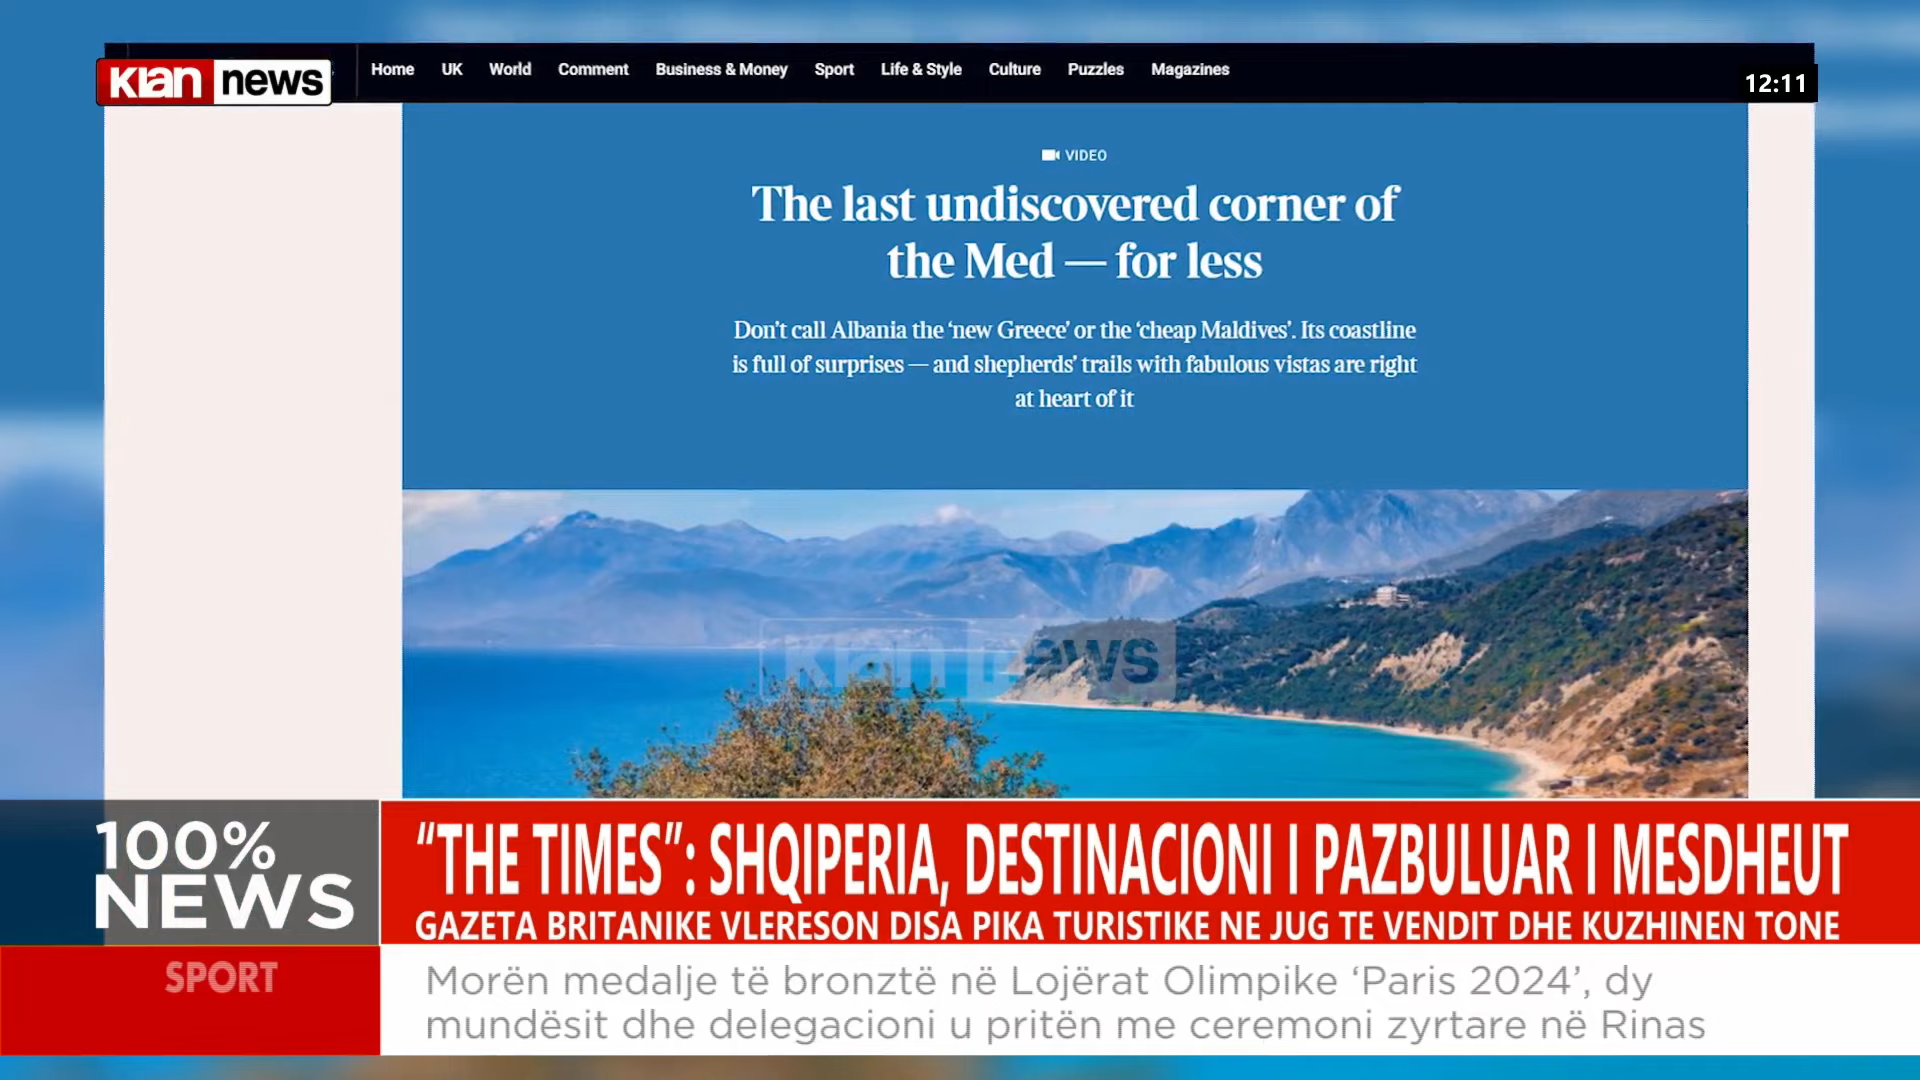 klan news
Home UK World Comment Business & Money Sport Life & Style Culture Puzzles Magazines
12:11
VIDEO
The last undiscovered corner of
the Med — for less
Don't call Albania the 'new Greece' or the 'cheap Maldives'. Its coastline
is full of surprises — and shepherds' trails with fabulous vistas are right
at heart of it
klan news
100%
NEWS
“THE TIMES”: SHQIPERIA, DESTINACIONI I PAZBULUAR I MESDHEUT
GAZETA BRITANIKE VLERESON DISA PIKA TURISTIKE NE JUG TE VENDIT DHE KUZHINEN TONE
SPORT
Morën medalje të bronztë në Lojërat Olimpike ‘Paris 2024’, dy
mundësit dhe delegacioni u pritën me ceremoni zyrtare në Rinas